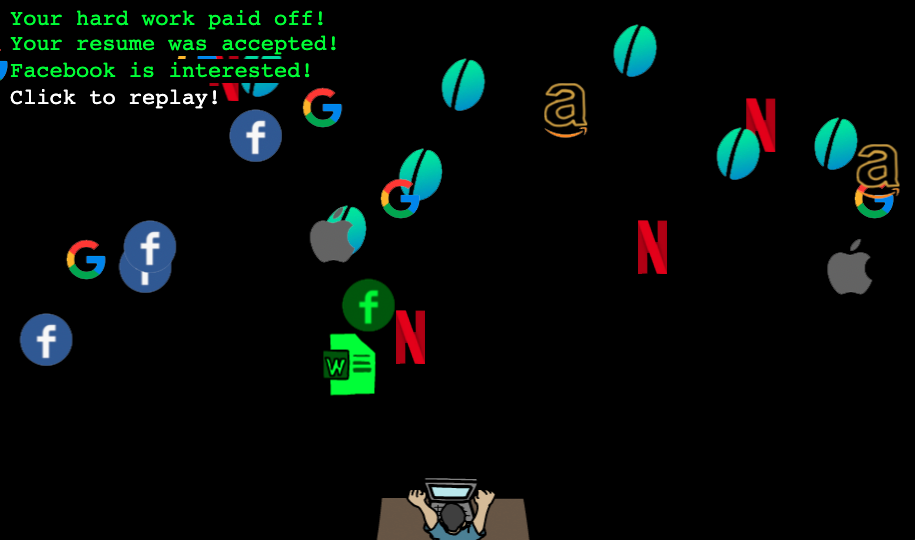 Your hard work paid off!
Your resume was accepted!
Facebook is interested!
Click to replay!
W